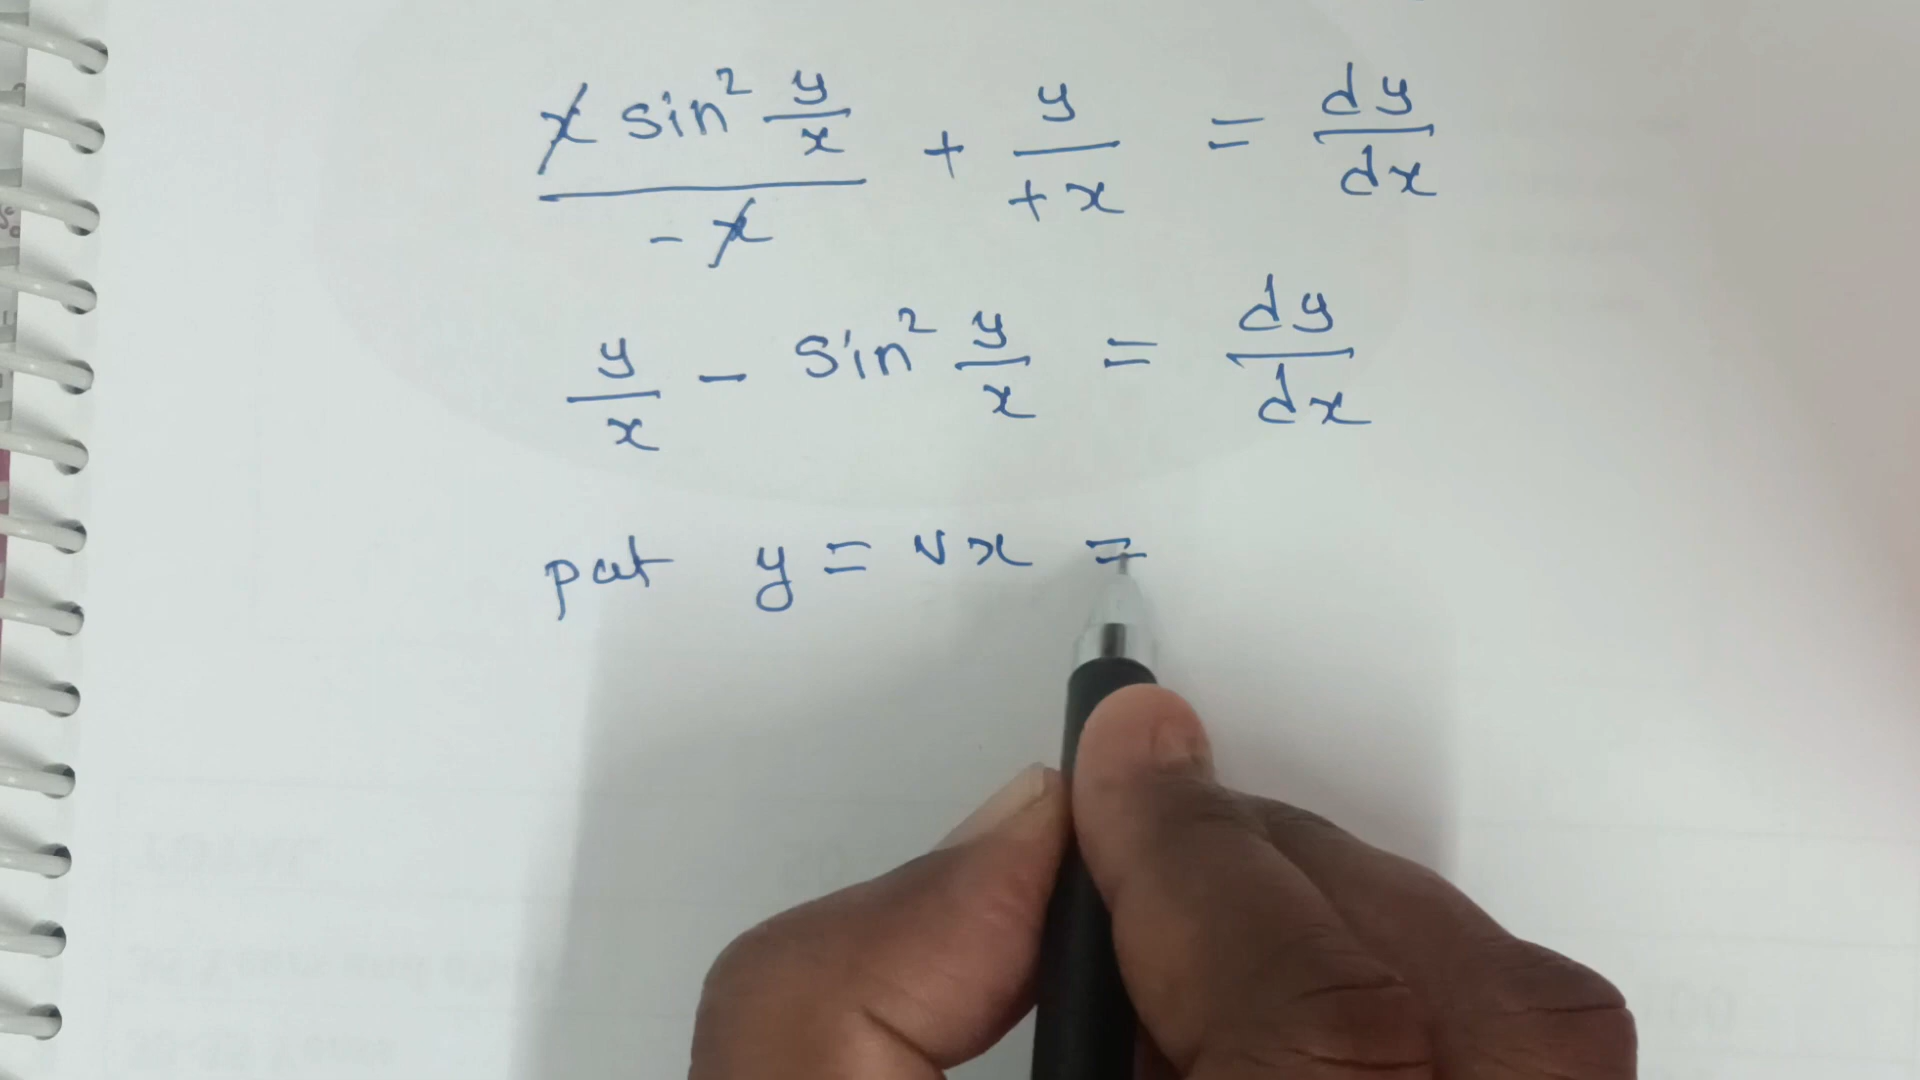 x sin² y/x / -x + y / +x = dy/dx
y/x - sin² y/x = dy/dx
put y = vx =